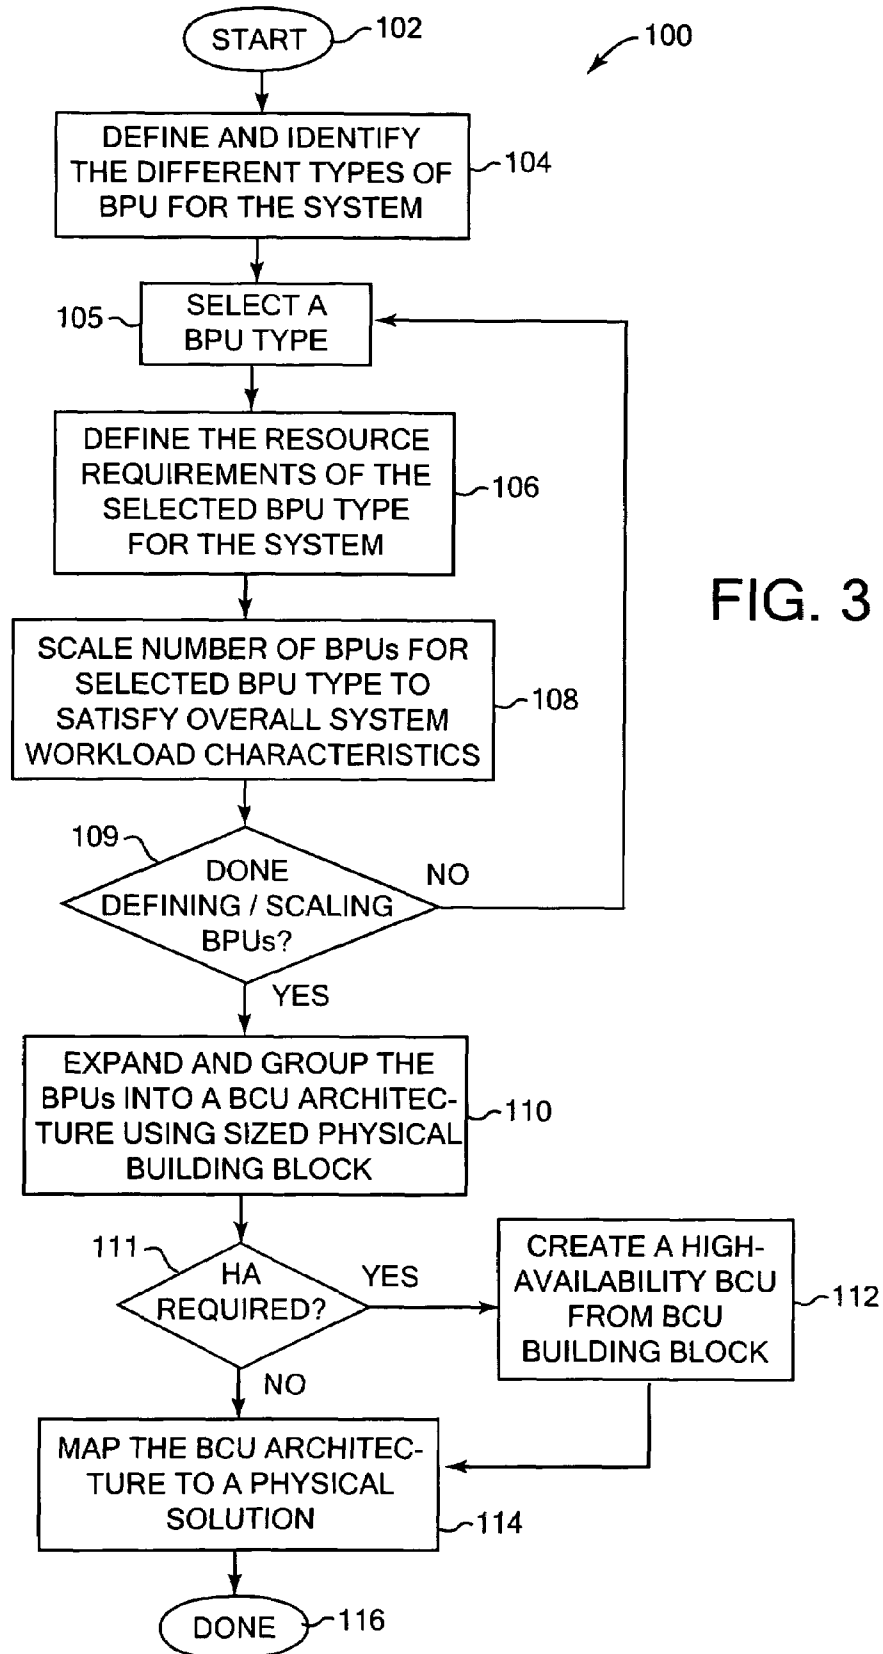 START
102
100
DEFINE AND IDENTIFY
THE DIFFERENT TYPES OF
BPU FOR THE SYSTEM
104
105
SELECT A
BPU TYPE
DEFINE THE RESOURCE
REQUIREMENTS OF THE
SELECTED BPU TYPE
FOR THE SYSTEM
106
FIG. 3
SCALE NUMBER OF BPUs FOR
SELECTED BPU TYPE TO
SATISFY OVERALL SYSTEM
WORKLOAD CHARACTERISTICS
108
109
DONE
DEFINING / SCALING
BPUs?
NO
YES
EXPAND AND GROUP THE
BPUs INTO A BCU ARCHITEC-
TURE USING SIZED PHYSICAL
BUILDING BLOCK
110
111
HA
REQUIRED?
YES
NO
CREATE A HIGH-
AVAILABILITY BCU
FROM BCU
BUILDING BLOCK
112
MAP THE BCU ARCHITEC-
TURE TO A PHYSICAL
SOLUTION
114
DONE
116